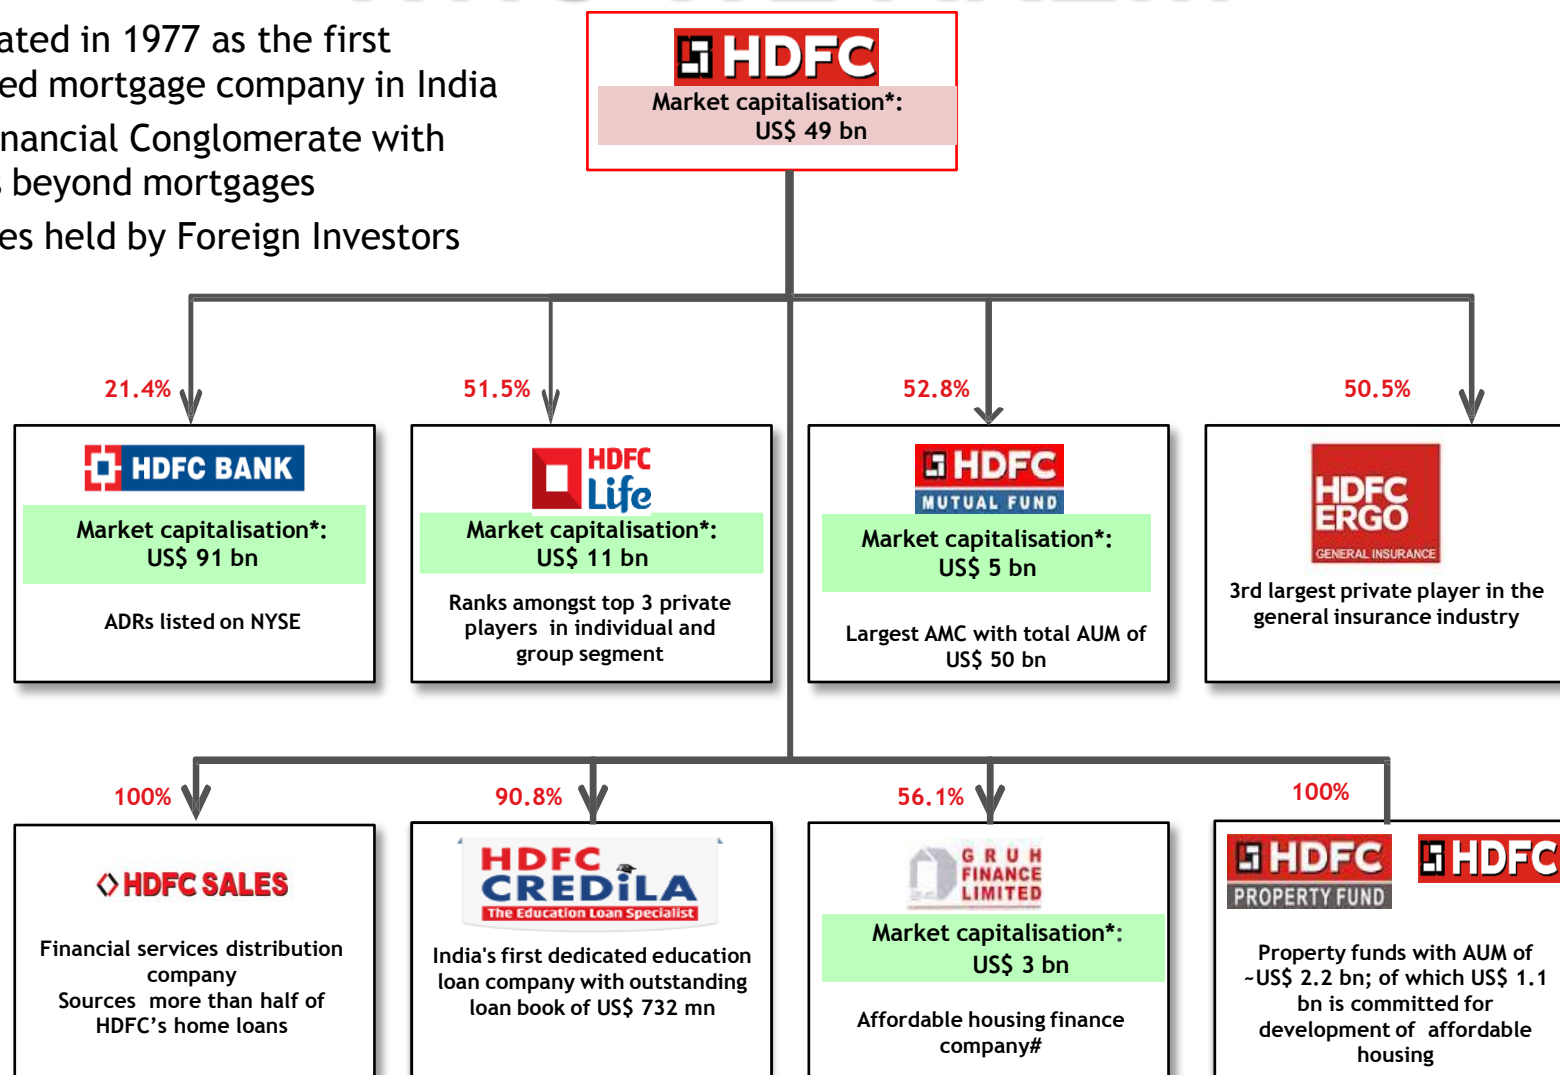 ated in 1977 as the first
ed mortgage company in India
nancial Conglomerate with
s beyond mortgages
es held by Foreign Investors
HDFC
Market capitalisation*:
US$ 49 bn
21.4%
51.5%
52.8%
50.5%
HDFC BANK
Market capitalisation*:
US$ 91 bn
ADRs listed on NYSE
HDFC
Life
Market capitalisation*:
US$ 11 bn
Ranks amongst top 3 private
players in individual and
group segment
HDFC
MUTUAL FUND
Market capitalisation*:
US$ 5 bn
Largest AMC with total AUM of
US$ 50 bn
HDFC
ERGO
GENERAL INSURANCE
3rd largest private player in the
general insurance industry
100%
90.8%
56.1%
100%
HDFC SALES
Financial services distribution
company
Sources more than half of
HDFC's home loans
HDFC
CREDiLA
The Education Loan Specialist
India's first dedicated education
loan company with outstanding
loan book of US$ 732 mn
GRUH
FINANCE
LIMITED
Market capitalisation*:
US$ 3 bn
Affordable housing finance
company#
HDFC
PROPERTY FUND
HDFC
Property funds with AUM of
~US$ 2.2 bn; of which US$ 1.1
bn is committed for
development of affordable
housing